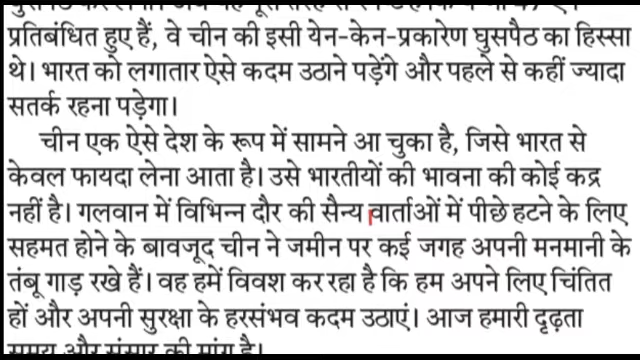 प्रतिबंधित हुए हैं, वे चीन की इसी येन-केन-प्रकारेण घुसपैठ का हिस्सा
थे। भारत को लगातार ऐसे कदम उठाने पड़ेंगे और पहले से कहीं ज्यादा
सतर्क रहना पड़ेगा।
चीन एक ऐसे देश के रूप में सामने आ चुका है, जिसे भारत से
केवल फायदा लेना आता है। उसे भारतीयों की भावना की कोई कद्र
नहीं है। गलवान में विभिन्न दौर की सैन्य वार्ताओं में पीछे हटने के लिए
सहमत होने के बावजूद चीन ने जमीन पर कई जगह अपनी मनमानी के
तंबू गाड़ रखे हैं। वह हमें विवश कर रहा है कि हम अपने लिए चिंतित
हों और अपनी सुरक्षा के हरसंभव कदम उठाएं। आज हमारी दृढ़ता
समय और संसार की मांग है।